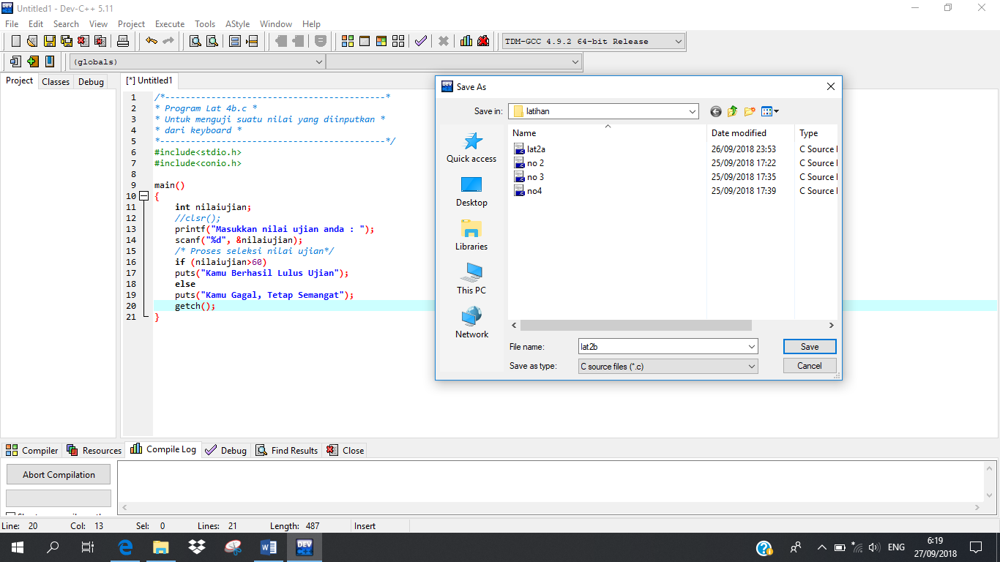 Untitled1 - Dev-C++ 5.11
File Edit Search View Project Execute Tools AStyle Window Help
TDM-GCC 4.9.2 64-bit Release
(globals)
Project Classes Debug
[*] Untitled1
1 /*-------------------------------------------*
2 * Program Lat 4b.c *
3 * Untuk menguji suatu nilai yang diinputkan *
4 * dari keyboard *
5 *--------------------------------------------*/
6 #include<stdio.h>
7 #include<conio.h>
8
9 main()
10 {
11 int nilaiujian;
12 //clsr();
13 printf("Masukkan nilai ujian anda : ");
14 scanf("%d", &nilaiujian);
15 /* Proses seleksi nilai ujian*/
16 if (nilaiujian>60)
17 puts("Kamu Berhasil Lulus Ujian");
18 else
19 puts("Kamu Gagal, Tetap Semangat");
20 getch();
21 }
DEV Save As
Save in: latihan
Quick access
Desktop
Libraries
This PC
Network
Name Date modified Type
lat2a 26/09/2018 23:53 C Source
no 2 25/09/2018 17:22 C Source
no 3 25/09/2018 17:35 C Source
no4 25/09/2018 17:39 C Source
File name: lat2b Save
Save as type: C source files (*.c) Cancel
Compiler Resources Compile Log Debug Find Results Close
Abort Compilation
Line: 20 Col: 13 Sel: 0 Lines: 21 Length: 487 Insert
DEV
ENG
6:19
27/09/2018